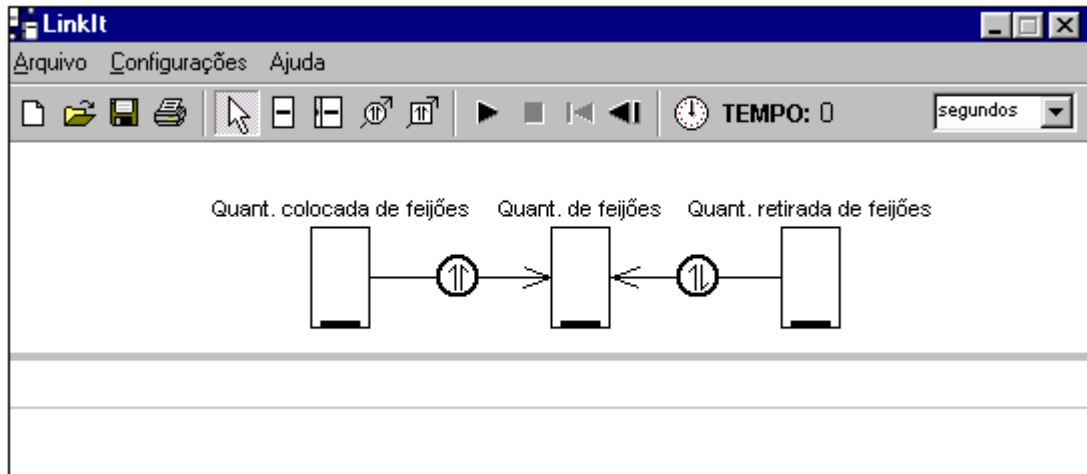 LinkIt
Arquivo Configurações Ajuda
TEMPO: 0 segundos
Quant. colocada de feijões Quant. de feijões Quant. retirada de feijões